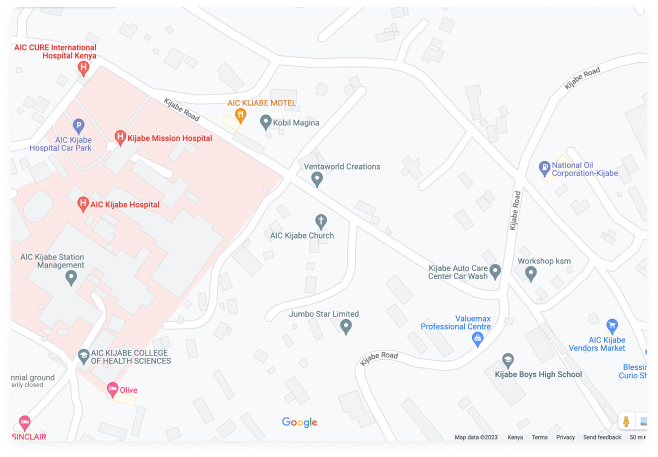 AIC CURE International
Hospital Kenya
Kijabe Road
Kijabe Road
AIC KIJABE MOTEL
Kobil Magina
AIC Kijabe
Hospital Car Park
Kijabe Mission Hospital
Ventaworld Creations
National Oil
Corporation-Kijabe
AIC Kijabe Hospital
Kijabe Road
AIC Kijabe Church
AIC Kijabe Station
Management
Kijabe Auto Care
Center Car Wash
Workshop ksm
Jumbo Star Limited
Valuemax
Professional Centre
AIC Kijabe
Vendors Market
AIC KIJABE COLLEGE
OF HEALTH SCIENCES
Kijabe Road
Blessin
Curio Sh
Kijabe Boys High School
nnial ground
arily closed
Olive
SINCLAIR
Google
Map data ©2023 Kenya Terms Privacy Send feedback 50 m